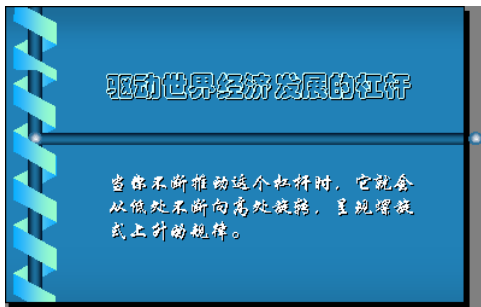 驱动世界经济发展的杠杆
当你不断推动这个杠杆时，它就会
从低处不断向高处旋转，呈现螺旋
式上升的规律。